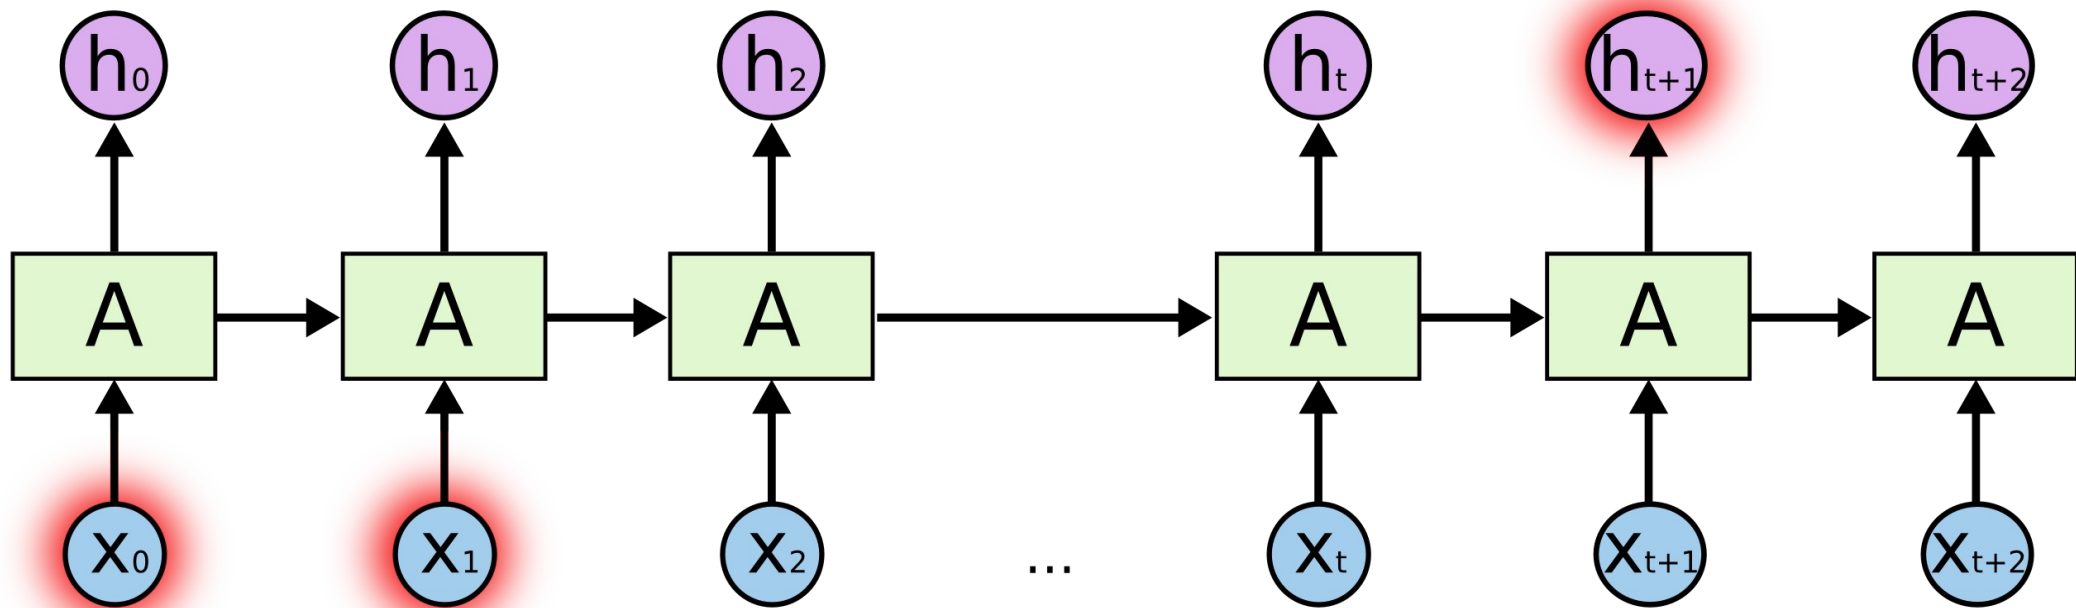 h0 h1 h2 ht ht+1 ht+2
A A A A A A
x0 x1 x2 ... xt xt+1 xt+2